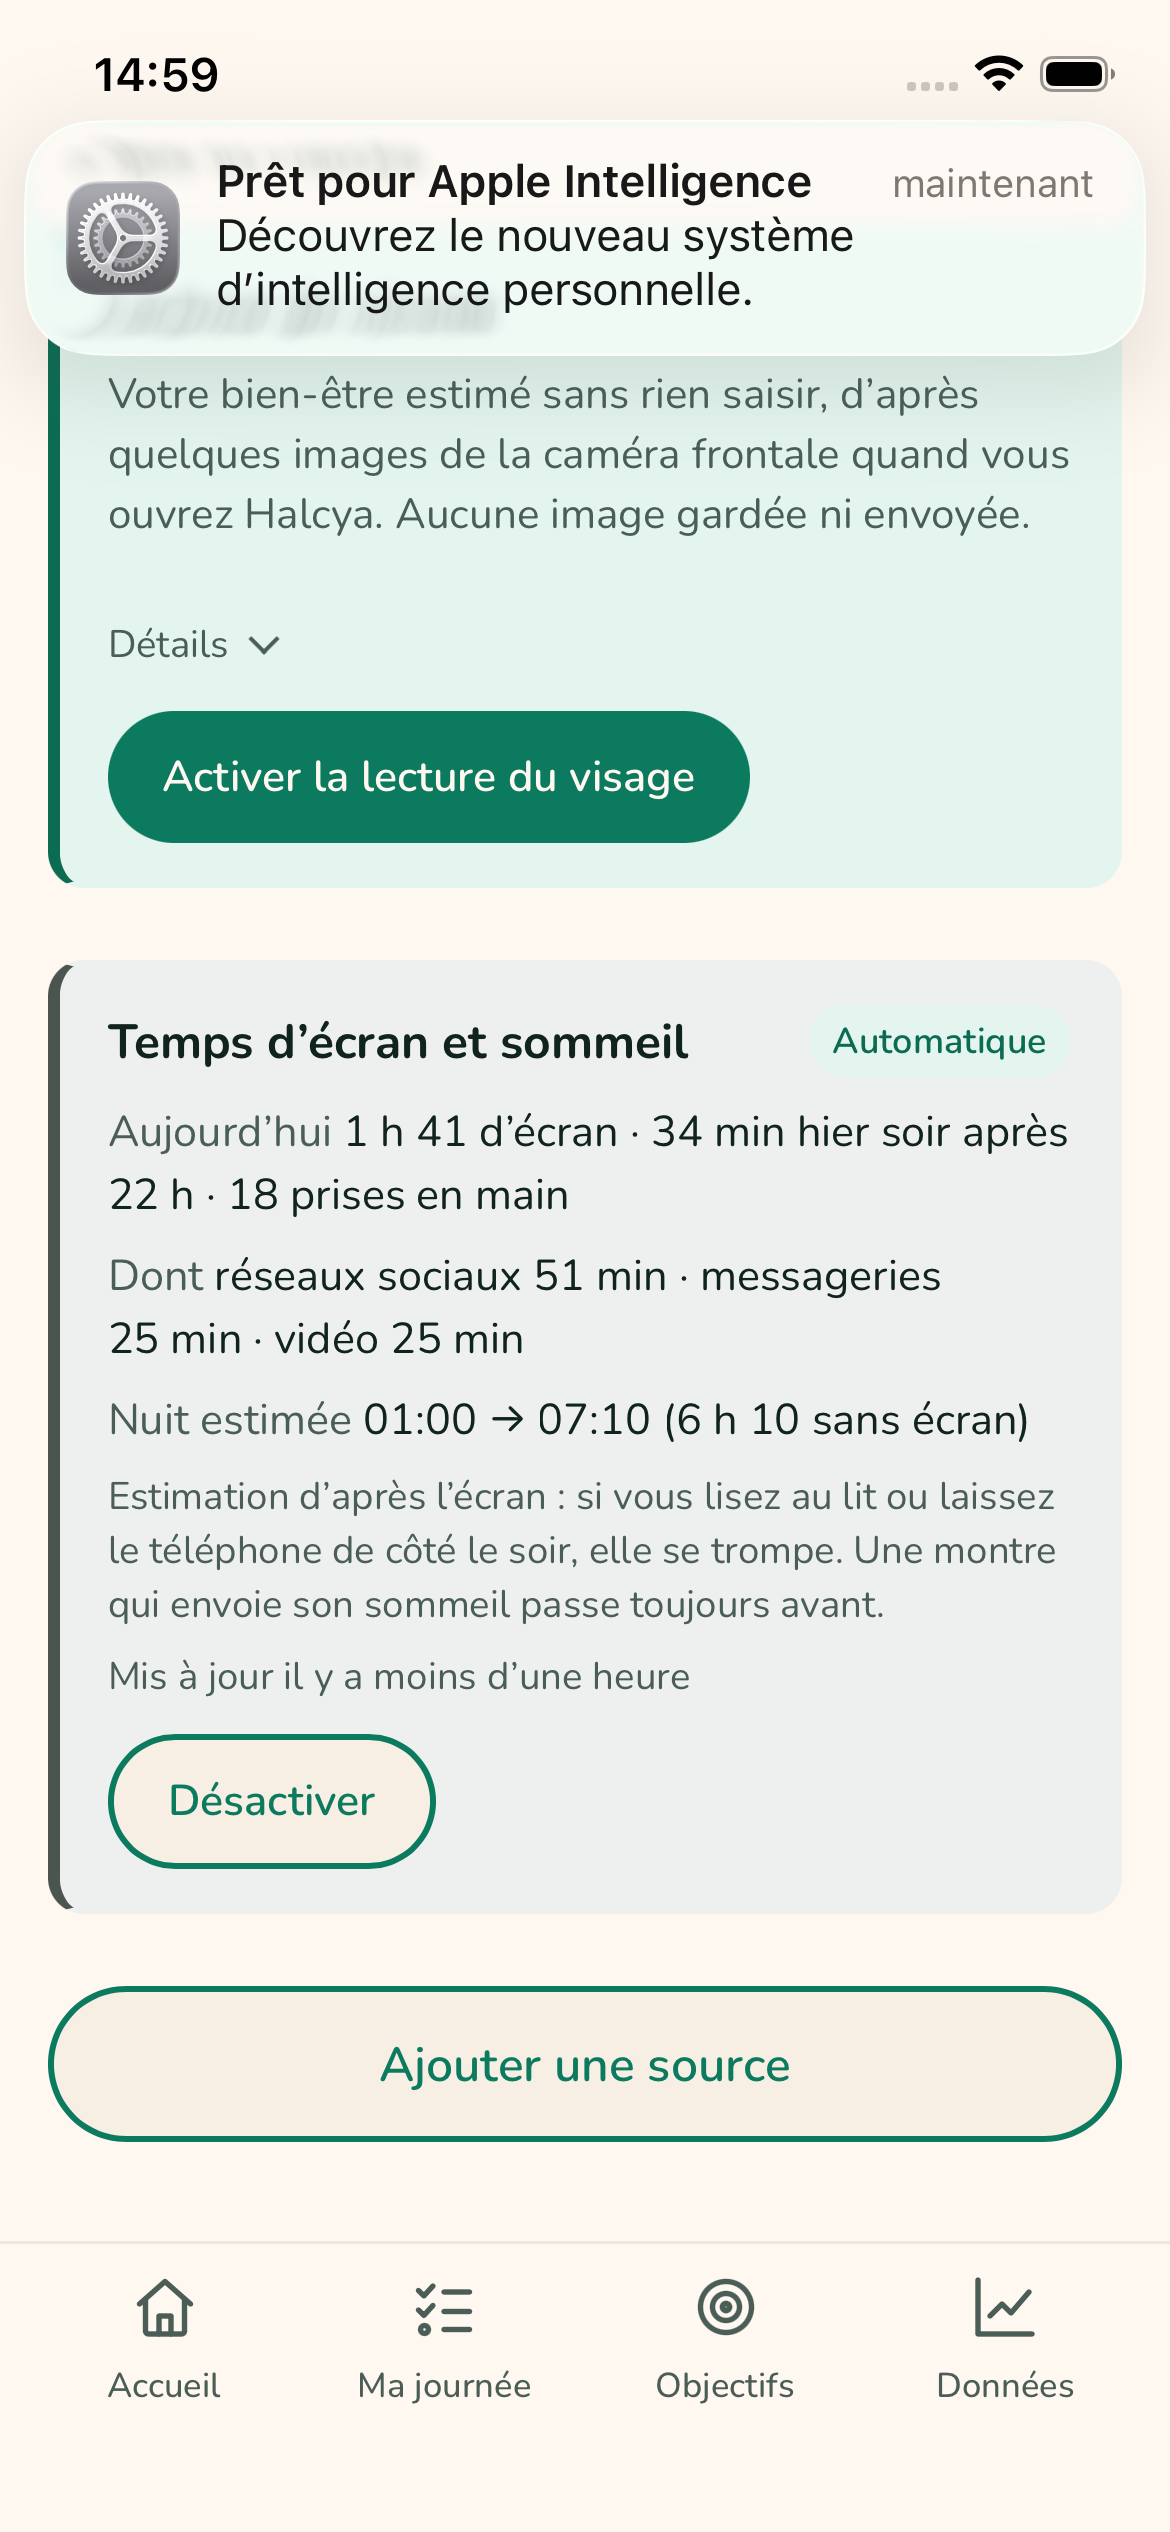 14:59
Prêt pour Apple Intelligence
maintenant
Découvrez le nouveau système
d’intelligence personnelle.
Votre bien-être estimé sans rien saisir, d’après
quelques images de la caméra frontale quand vous
ouvrez Halcya. Aucune image gardée ni envoyée.
Détails
Activer la lecture du visage
Temps d’écran et sommeil
Automatique
Aujourd’hui 1 h 41 d’écran · 34 min hier soir après
22 h · 18 prises en main
Dont réseaux sociaux 51 min · messageries
25 min · vidéo 25 min
Nuit estimée 01:00 → 07:10 (6 h 10 sans écran)
Estimation d’après l’écran : si vous lisez au lit ou laissez
le téléphone de côté le soir, elle se trompe. Une montre
qui envoie son sommeil passe toujours avant.
Mis à jour il y a moins d’une heure
Désactiver
Ajouter une source
Accueil
Ma journée
Objectifs
Données